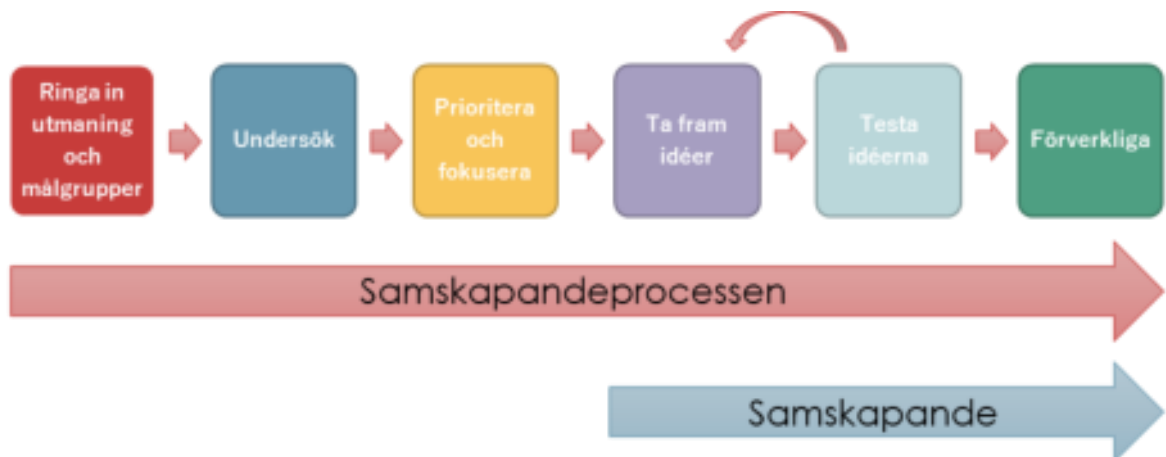 Ringa in
utmaning
och
målgrupper
Undersök
Prioritera
och
fokusera
Ta fram
idéer
Testa
idéerna
Förverkliga
Samskapandeprocessen
Samskapande